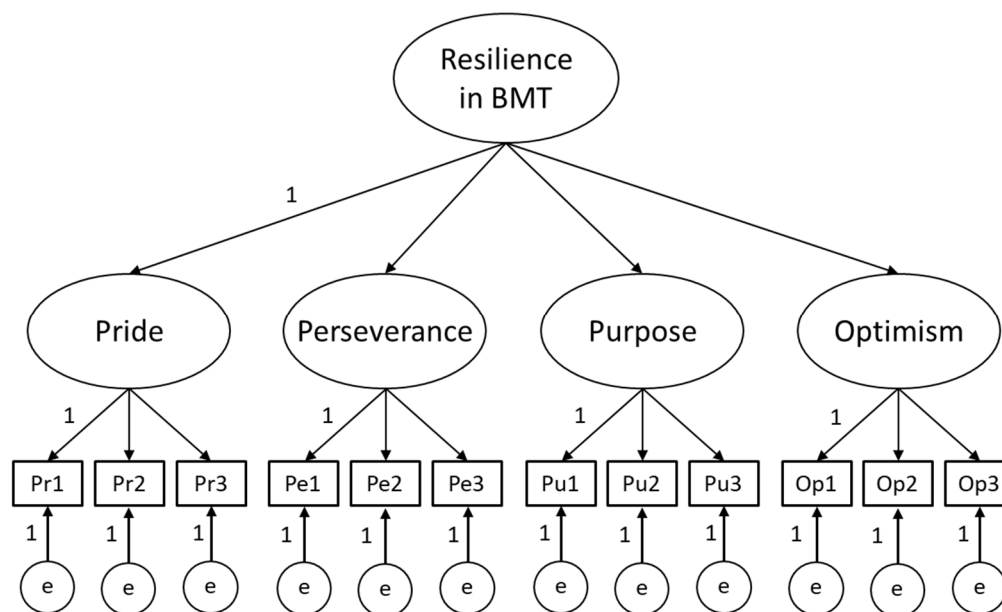 Resilience
in BMT
1
Pride Perseverance Purpose Optimism
1 1 1 1
Pr1 Pr2 Pr3 Pe1 Pe2 Pe3 Pu1 Pu2 Pu3 Op1 Op2 Op3
1 1 1 1 1 1 1 1 1 1 1 1
e e e e e e e e e e e e